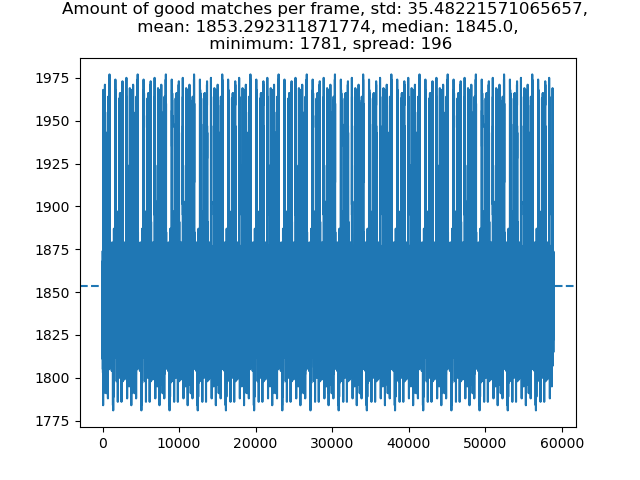 Amount of good matches per frame, std: 35.48221571065657,
mean: 1853.292311871774, median: 1845.0,
minimum: 1781, spread: 196
1975
1950
1925
1900
1875
1850
1825
1800
1775
0 10000 20000 30000 40000 50000 60000